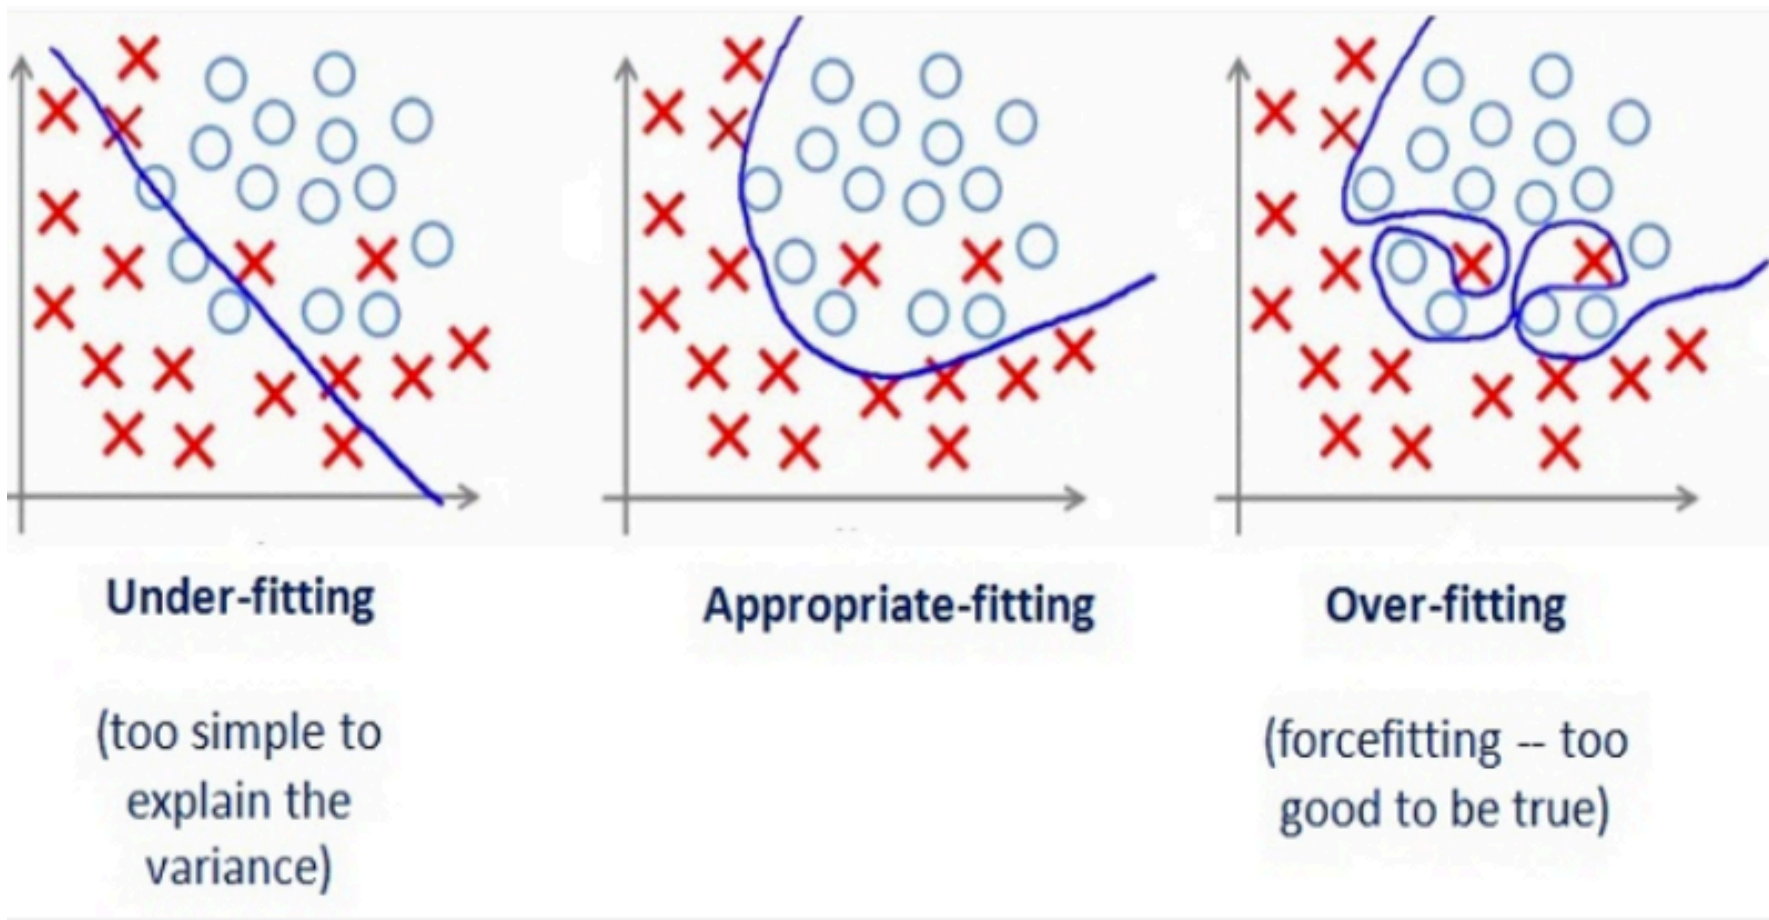 Under-fitting
Appropriate-fitting
Over-fitting
(too simple to
explain the
variance)
(forcefitting -- too
good to be true)